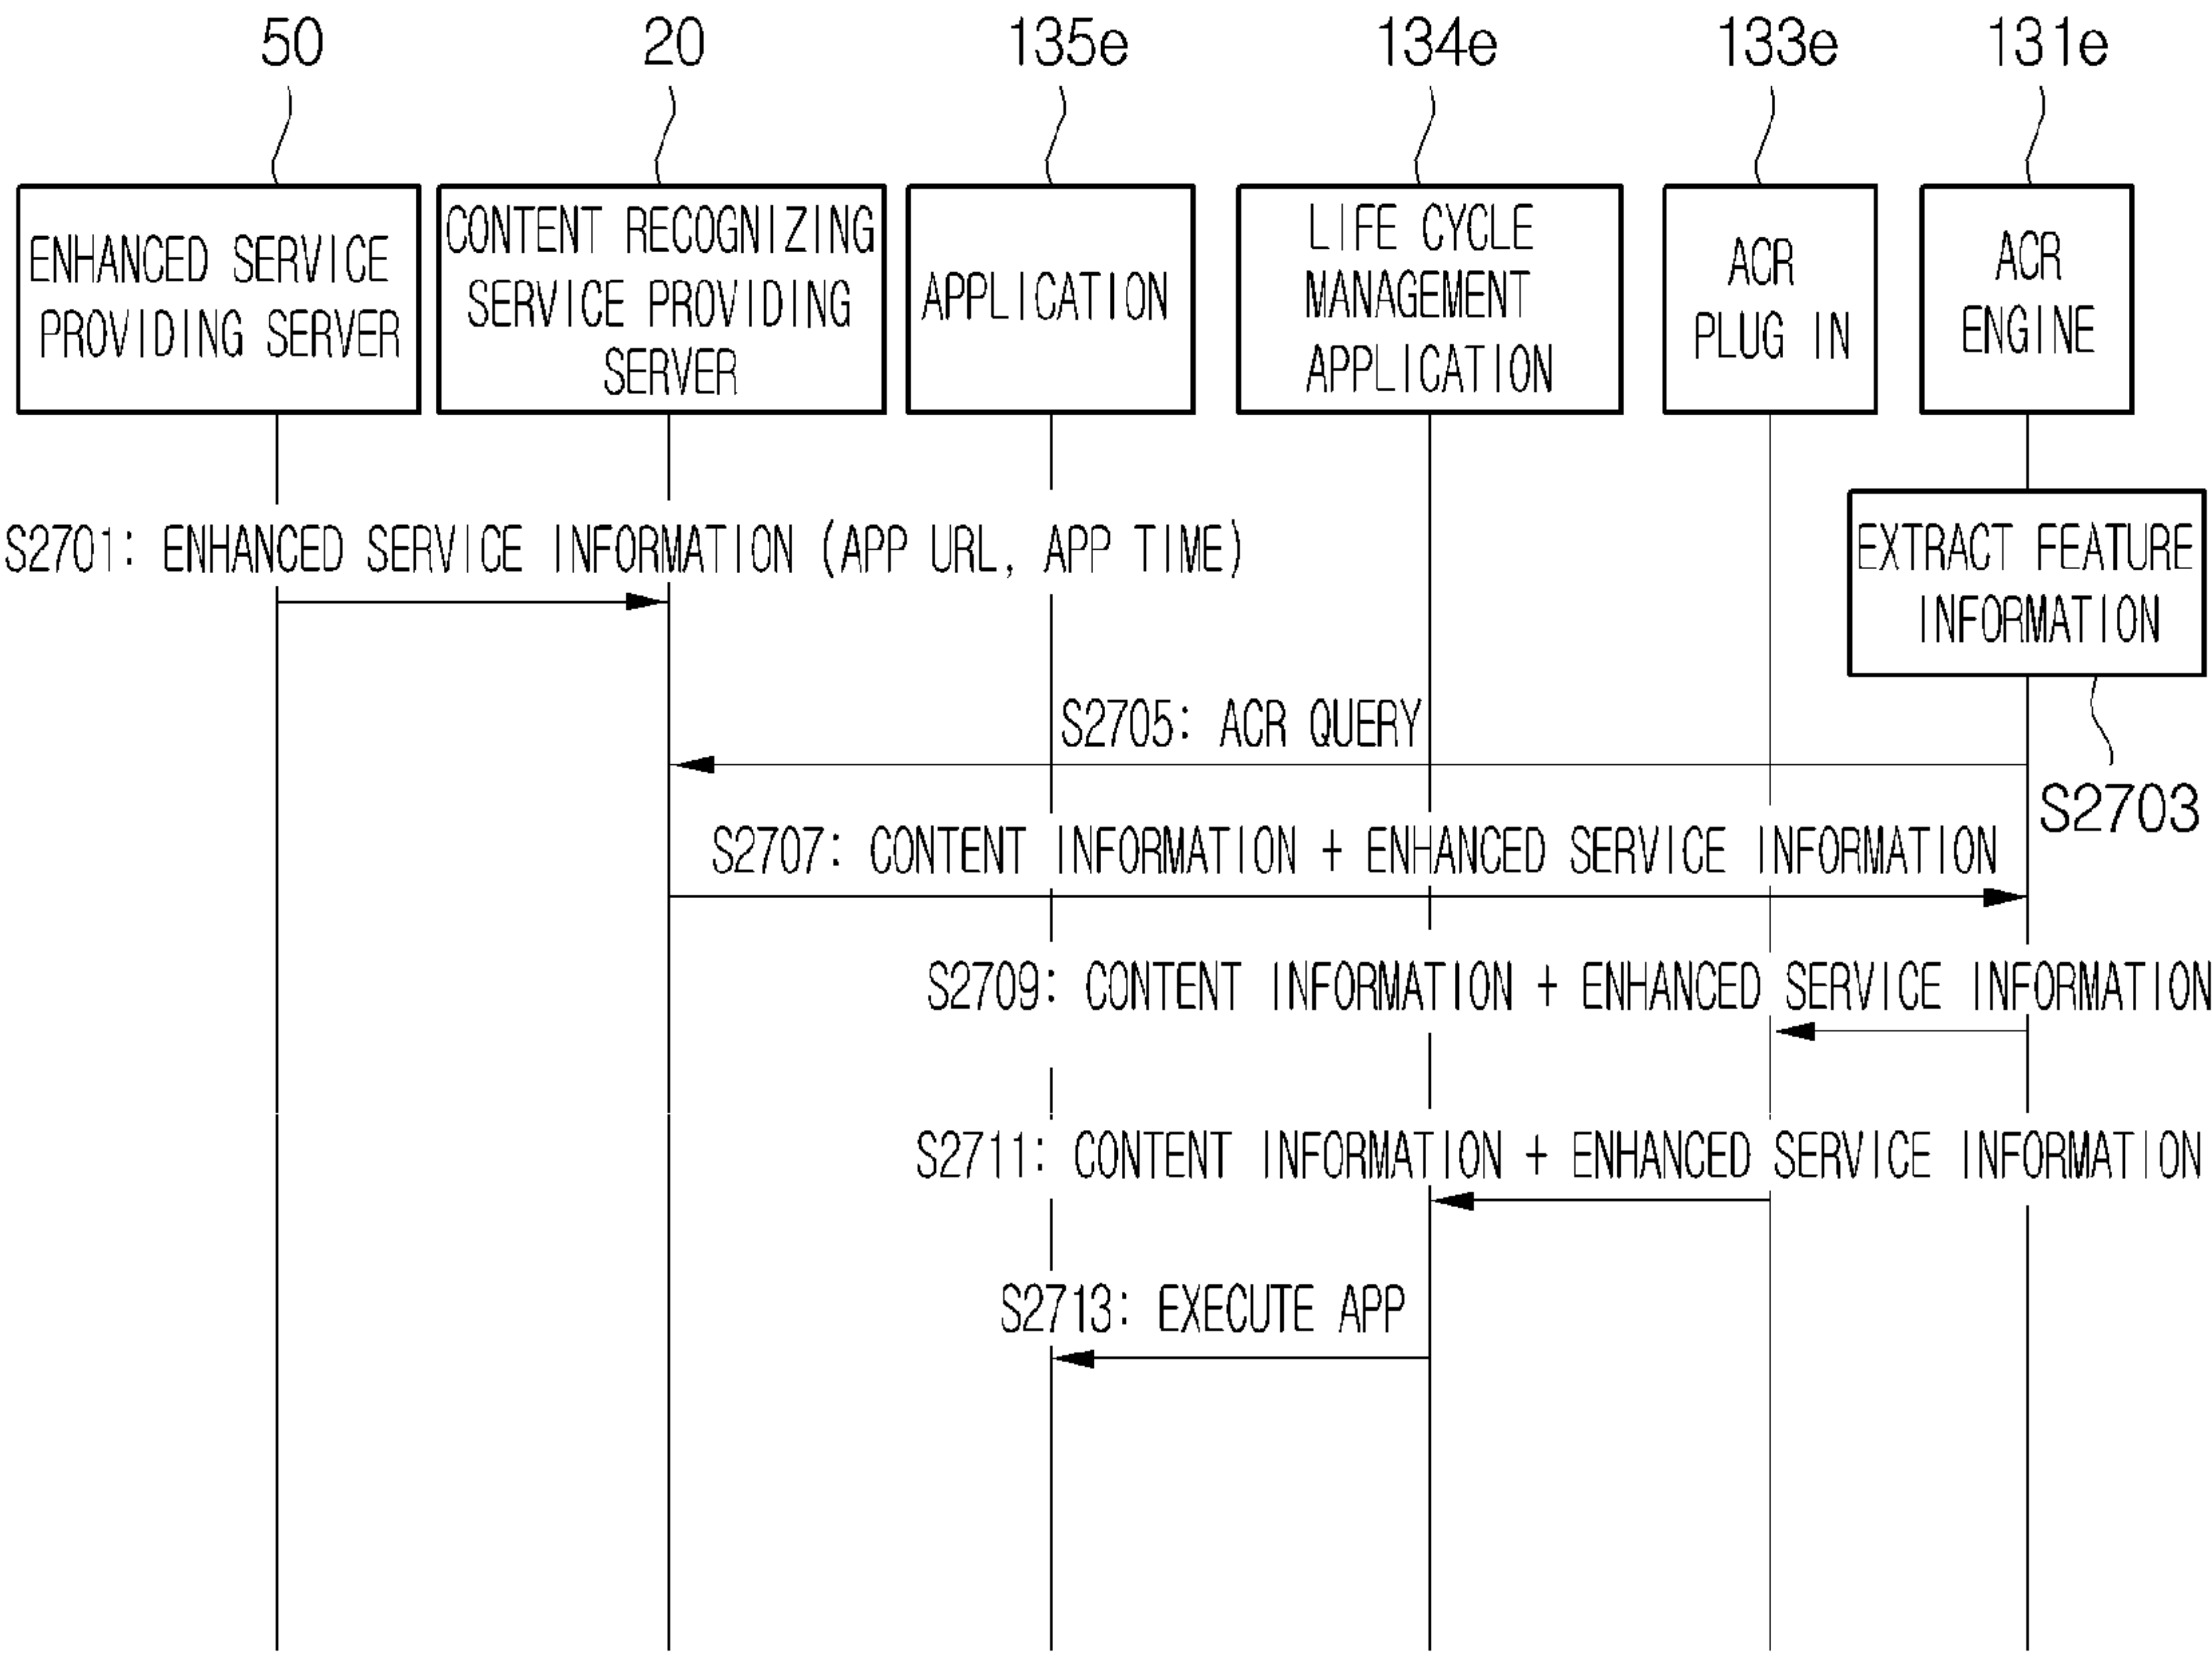 50
20
135e
134e
133e
131e
ENHANCED SERVICE
PROVIDING SERVER
CONTENT RECOGNIZING
SERVICE PROVIDING
SERVER
APPLICATION
LIFE CYCLE
MANAGEMENT
APPLICATION
ACR
PLUG IN
ACR
ENGINE
S2701: ENHANCED SERVICE INFORMATION (APP URL, APP TIME)
EXTRACT FEATURE
INFORMATION
S2705: ACR QUERY
S2703
S2707: CONTENT INFORMATION + ENHANCED SERVICE INFORMATION
S2709: CONTENT INFORMATION + ENHANCED SERVICE INFORMATION
S2711: CONTENT INFORMATION + ENHANCED SERVICE INFORMATION
S2713: EXECUTE APP